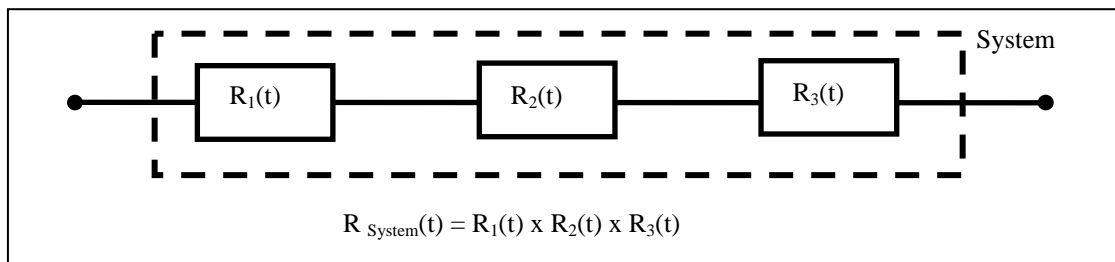 System
R₁(t)
R₂(t)
R₃(t)
R System(t) = R₁(t) x R₂(t) x R₃(t)